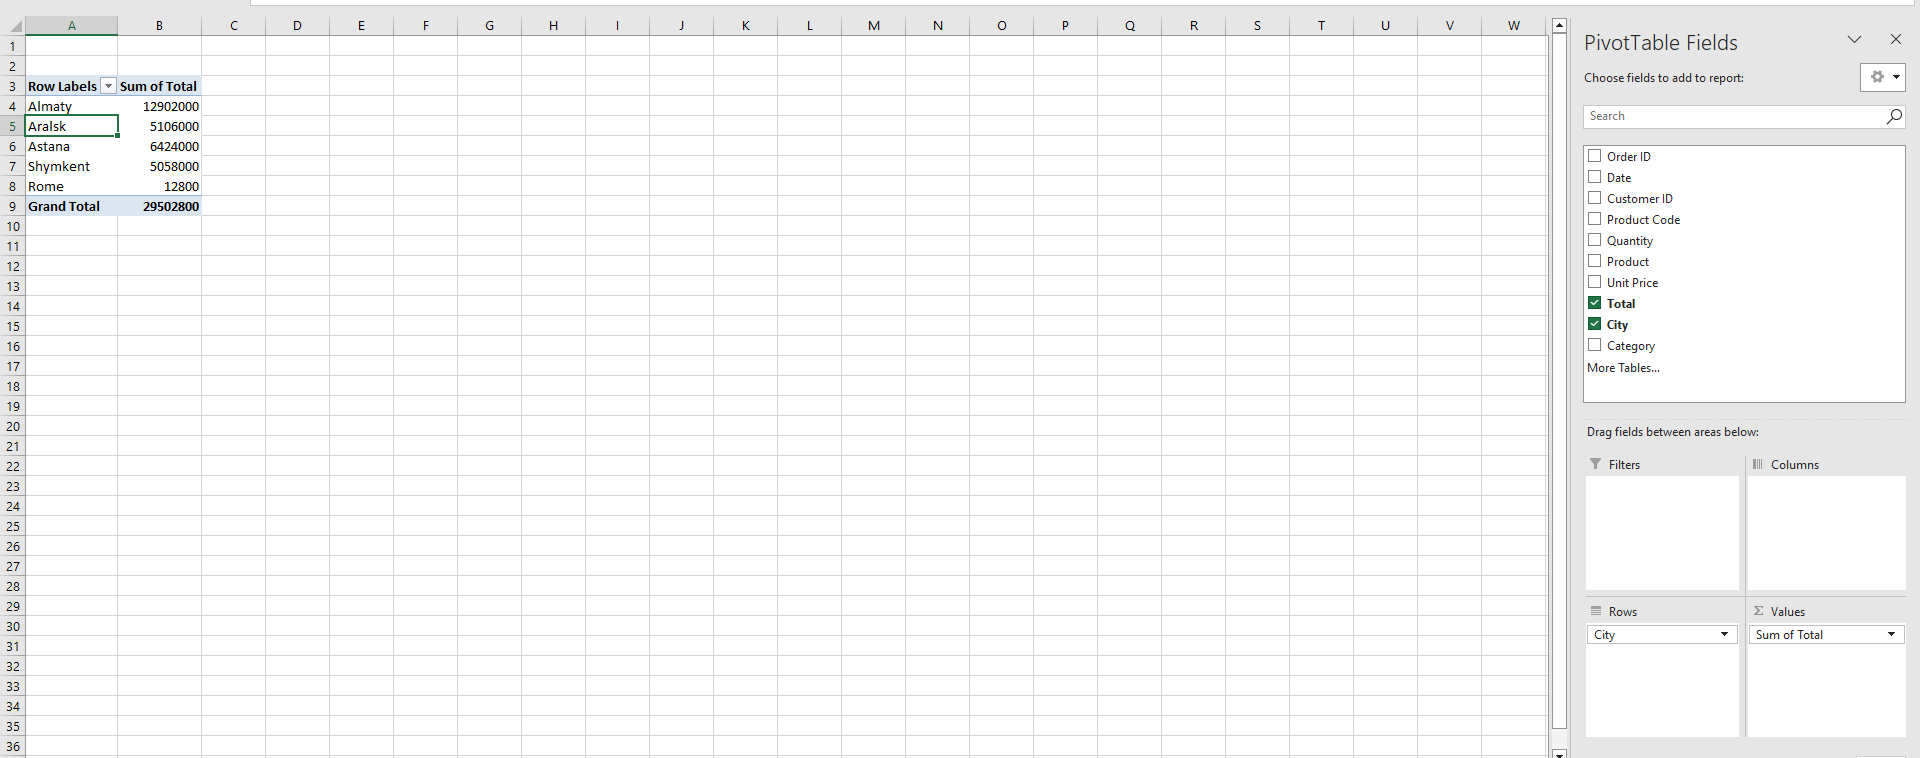 A B C D E F G H I J K L M N O P Q R S T U V W
1
2
3 Row Labels Sum of Total
4 Almaty 12902000
5 Aralsk 5106000
6 Astana 6424000
7 Shymkent 5058000
8 Rome 12800
9 Grand Total 29502800
10
11
12
13
14
15
16
17
18
19
20
21
22
23
24
25
26
27
28
29
30
31
32
33
34
35
36
PivotTable Fields
Choose fields to add to report:
Search
Order ID
Date
Customer ID
Product Code
Quantity
Product
Unit Price
Total
City
Category
More Tables...
Drag fields between areas below:
Filters
Columns
Rows
Σ Values
City
Sum of Total